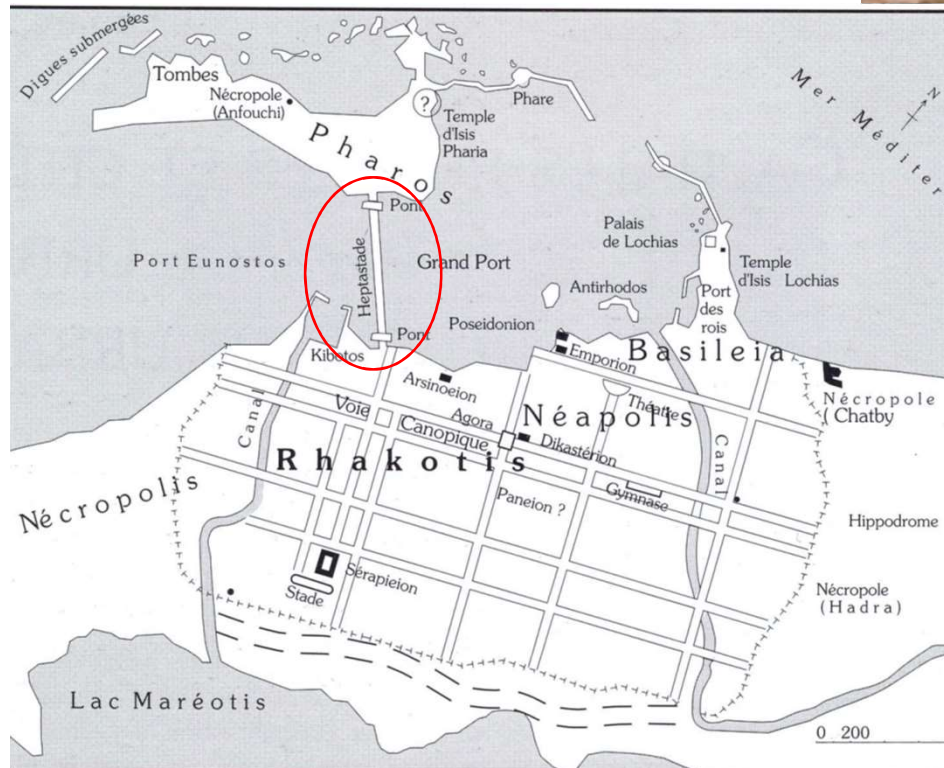 Digues submergées
Tombes
Nécropole
(Anfouchi)
Pharos
?
Temple
d'Isis
Pharia
Phare
Mer Méditer
N
Pont
Heptastade
Port Eunostos
Grand Port
Palais
de Lochias
Temple
d'Isis Lochias
Port
des
rois
Antirhodos
Poseidonion
Pont
Kibotos
Basileia
Emporion
Arsinoeion
Théatre
Nécropole
(Chatby
Canal
Voie
Canopique
Agora
Néapolis
Dikastérion
Rhakotis
Canal
Gymnase
Paneion ?
Nécropolis
Hippodrome
Sérapieion
Stade
Nécropole
(Hadra)
Lac Maréotis
0 200